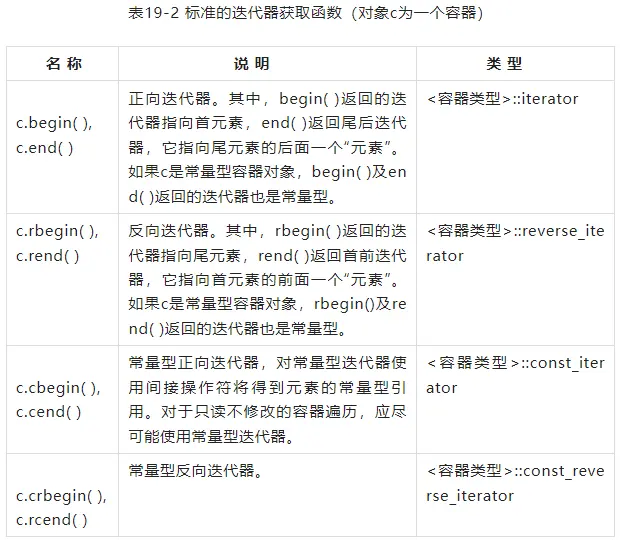 表19-2 标准的迭代器获取函数（对象c为一个容器）
名 称 说 明 类 型
c.begin( ),
c.end( )
正向迭代器。其中，begin( )返回的迭
代器指向首元素，end( )返回尾后迭代
器，它指向尾元素的后面一个“元素”。
如果c是常量型容器对象，begin( )及en
d( )返回的迭代器也是常量型。
<容器类型>::iterator
c.rbegin( ),
c.rend( )
反向迭代器。其中，rbegin( )返回的迭
代器指向尾元素，rend( )返回首前迭代
器，它指向首元素的前面一个“元素”。
如果c是常量型容器对象，rbegin()及re
nd( )返回的迭代器也是常量型。
<容器类型>::reverse_ite
rator
c.cbegin( ),
c.cend( )
常量型正向迭代器，对常量型迭代器使
用间接操作符将得到元素的常量型引
用。对于只读不修改的容器遍历，应尽
可能使用常量型迭代器。
<容器类型>::const_iter
ator
c.crbegin( ),
c.rcend( )
常量型反向迭代器。
<容器类型>::const_reve
rse_iterator